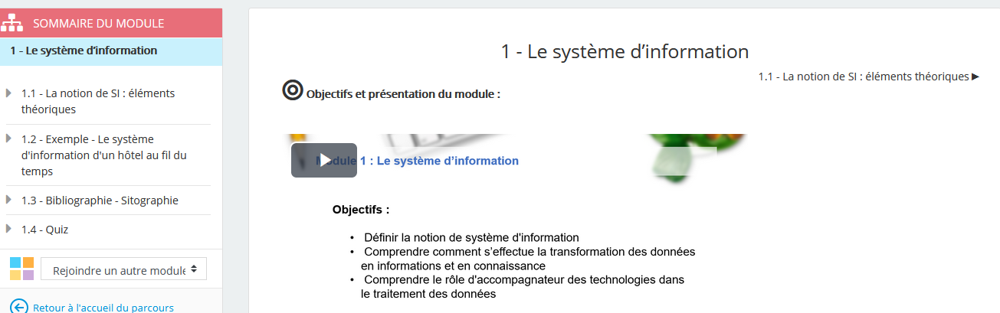 SOMMAIRE DU MODULE
1 - Le système d'information
1.1 - La notion de SI : éléments
théoriques
1.2 - Exemple - Le système
d'information d'un hôtel au fil du
temps
1.3 - Bibliographie - Sitographie
1.4 - Quiz
Rejoindre un autre module
Retour à l'accueil du parcours
1 - Le système d’information
1.1 - La notion de SI : éléments théoriques
Objectifs et présentation du module :
Module 1 : Le système d’information
Objectifs :
• Définir la notion de système d'information
• Comprendre comment s’effectue la transformation des données
en informations et en connaissance
• Comprendre le rôle d'accompagnateur des technologies dans
le traitement des données